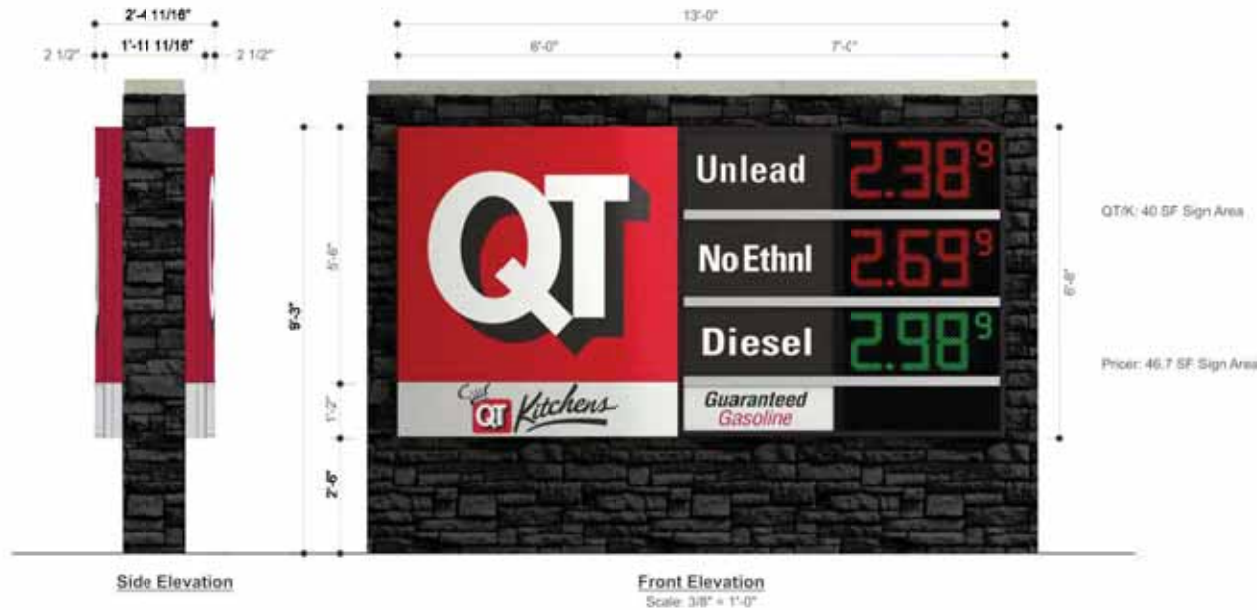 2'-4 11/16"
13'-0"
2 1/2"
1'-11 11/16"
2 1/2"
6'-0"
7'-0"
QT
Unlead 2.38 9
No Ethnl 2.69 9
Diesel 2.98 9
Guaranteed
Gasoline
QT Kitchens
5'-6"
1'-2"
9'-3"
2'-6"
QT/K: 40 SF Sign Area
Pricer: 46.7 SF Sign Area
Side Elevation
Front Elevation
Scale: 3/8" = 1'-0"